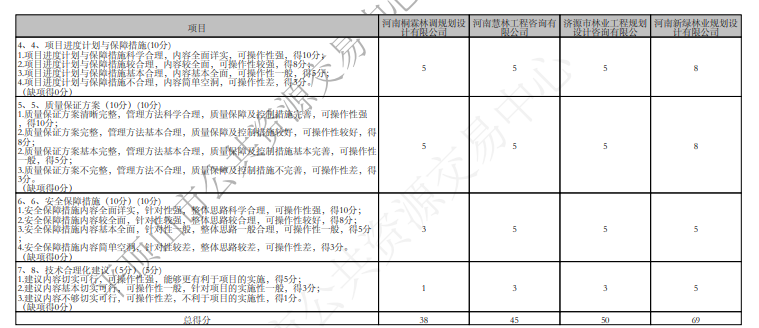 项目
河南桐霖林调规划设计有限公司
河南慧林工程咨询有限公司
济源市林业工程规划设计咨询有限公
河南新绿林业规划设计有限公司
4、4、项目进度计划与保障措施(10分)
1.项目进度计划与保障措施科学合理，内容全面详实，可操作性强，得10分；
2.项目进度计划与保障措施较合理，内容较全面，可操作性较强，得8分；
3.项目进度计划与保障措施基本合理，内容基本全面，可操作性一般，得5分；
4.项目进度计划与保障措施不合理，内容简单空洞，可操作性差，得3分。
（缺项得0分）
5 5 5 8
5、5、质量保证方案（10分）(10分)
1.质量保证方案清晰完整，管理方法科学合理，质量保障及控制措施完善，可操作性强
，得10分；
2.质量保证方案完整，管理方法基本合理，质量保障及控制措施较好，可操作性较好，得
8分；
2.质量保证方案基本完整，管理方法基本合理，质量保障及控制措施基本完善，可操作性
一般，得5分；
3.质量保证方案不完整，管理方法不合理，质量保障及控制措施不完善，可操作性差，得
3分。
（缺项得0分）
5 5 5 8
6、6、安全保障措施（10分）(10分)
1.安全保障措施内容全面详实，针对性强，整体思路科学合理，可操作性强，得10分；
2.安全保障措施内容较全面，针对性较强，整体思路较合理，可操作性较好，得8分；
3.安全保障措施内容基本全面，针对性一般，整体思路一般合理，可操作性一般，得5分
；
4.安全保障措施内容简单空洞，针对性较差，整体思路较差，可操作性差，得3分。
（缺项得0分）
3 5 5 5
7、8、技术合理化建议（5分）(5分)
1.建议内容切实可行，可操作性强，能够更有利于项目的实施，得5分；
2.建议内容基本切实可行，可操作性一般，针对项目的实施性一般，得3分；
3.建议内容不够切实可行，可操作性差，不利于项目的实施性，得1分。
（缺项得0分）
1 3 3 5
总得分 38 45 50 69
顶山市公共资源交易中心
市公共资源交易中心